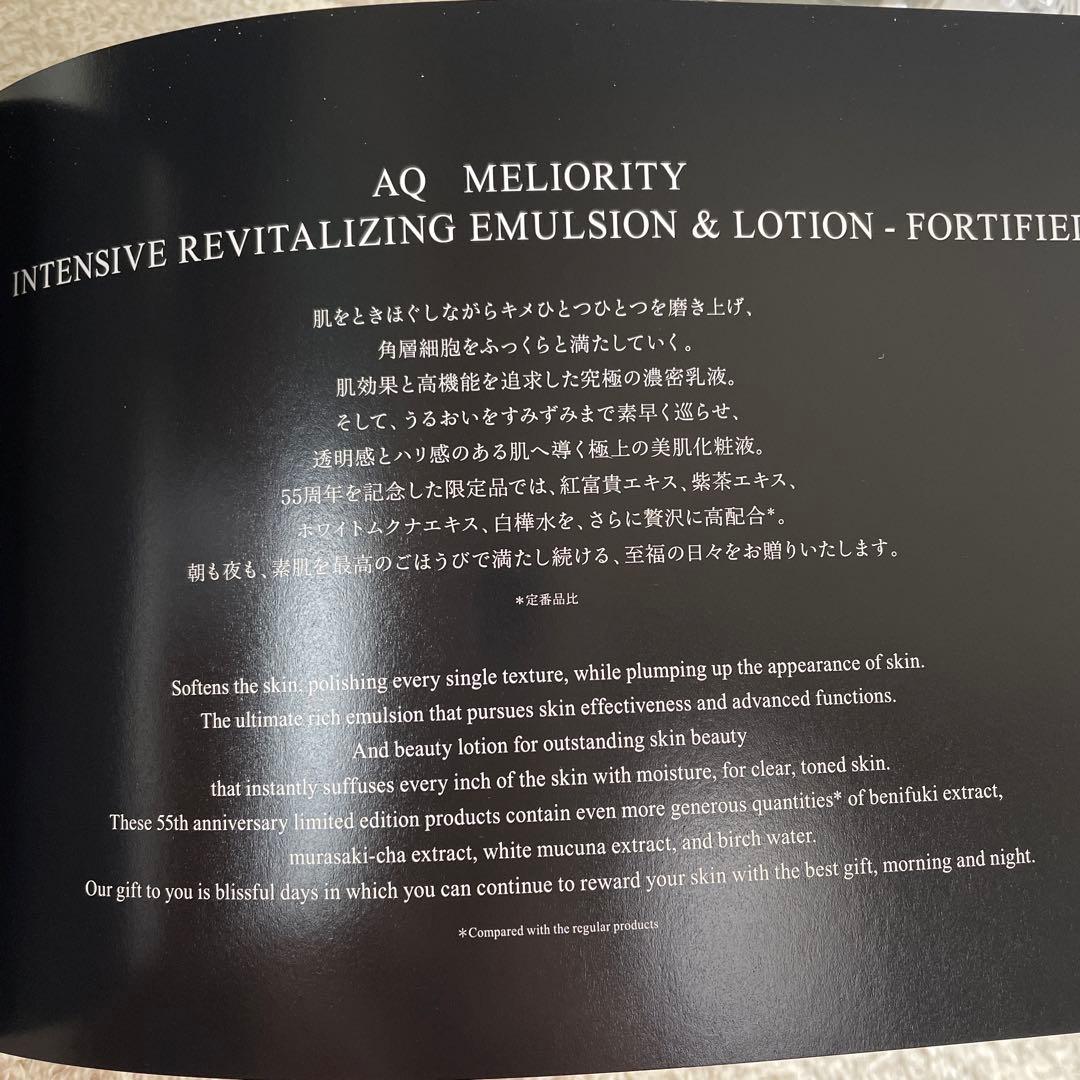 AQ MELIORITY
INTENSIVE REVITALIZING EMULSION & LOTION - FORTIFIED
肌をときほぐしながらキメひとつひとつを磨き上げ、
角層細胞をふっくらと満たしていく。
肌効果と高機能を追求した究極の濃密乳液。
そして、うるおいをすみずみまで素早く巡らせ、
透明感とハリ感のある肌へ導く極上の美肌化粧液。
55周年を記念した限定品では、紅富貴エキス、紫茶エキス、
ホワイトムクナエキス、白樺水を、さらに贅沢に高配合*。
朝も夜も、素肌を最高のごほうびで満たし続ける、至福の日々をお贈りいたします。
*定番品比
Softens the skin, polishing every single texture, while plumping up the appearance of skin.
The ultimate rich emulsion that pursues skin effectiveness and advanced functions.
And beauty lotion for outstanding skin beauty
that instantly suffuses every inch of the skin with moisture, for clear, toned skin.
These 55th anniversary limited edition products contain even more generous quantities* of benifuki extract,
murasaki-cha extract, white mucuna extract, and birch water.
Our gift to you is blissful days in which you can continue to reward your skin with the best gift, morning and night.
*Compared with the regular products